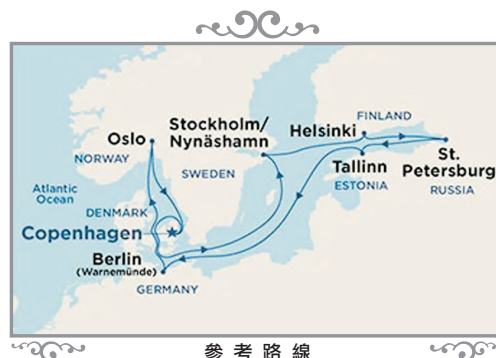 FINLAND
Stockholm/
Nynäshamn
Helsinki
Oslo
St.
Petersburg
RUSSIA
NORWAY
SWEDEN
Tallinn
ESTONIA
Atlantic
Ocean
DENMARK
Copenhagen
Berlin
(Warnemünde)
GERMANY
參考路線